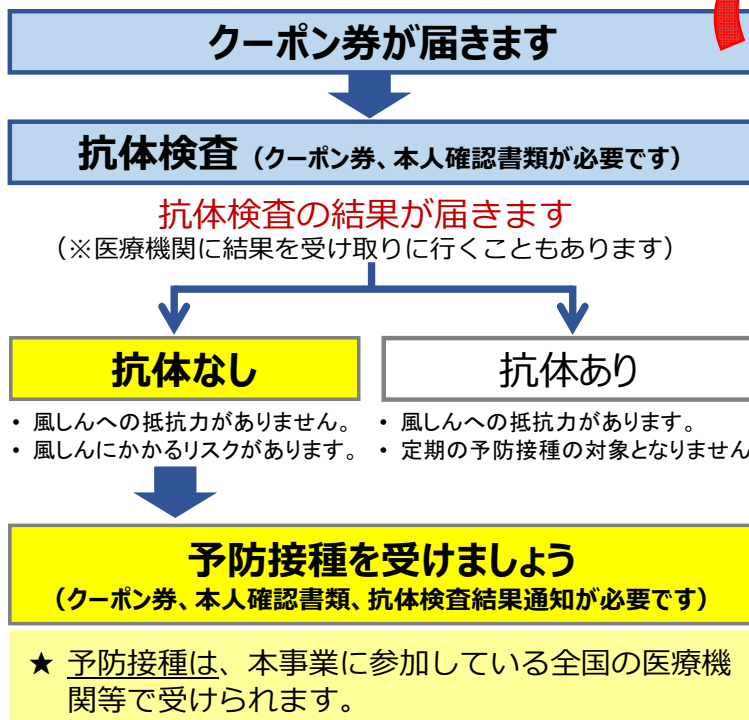 クーポン券が届きます
抗体検査（クーポン券、本人確認書類が必要です）
抗体検査の結果が届きます
（※医療機関に結果を受け取りに行くこともあります）
抗体なし
・風しんへの抵抗力がありません。
・風しんにかかるリスクがあります。
抗体あり
・風しんへの抵抗力があります。
・定期の予防接種の対象となりません
予防接種を受けましょう
（クーポン券、本人確認書類、抗体検査結果通知が必要です）
★ 予防接種は、本事業に参加している全国の医療機
関等で受けられます。